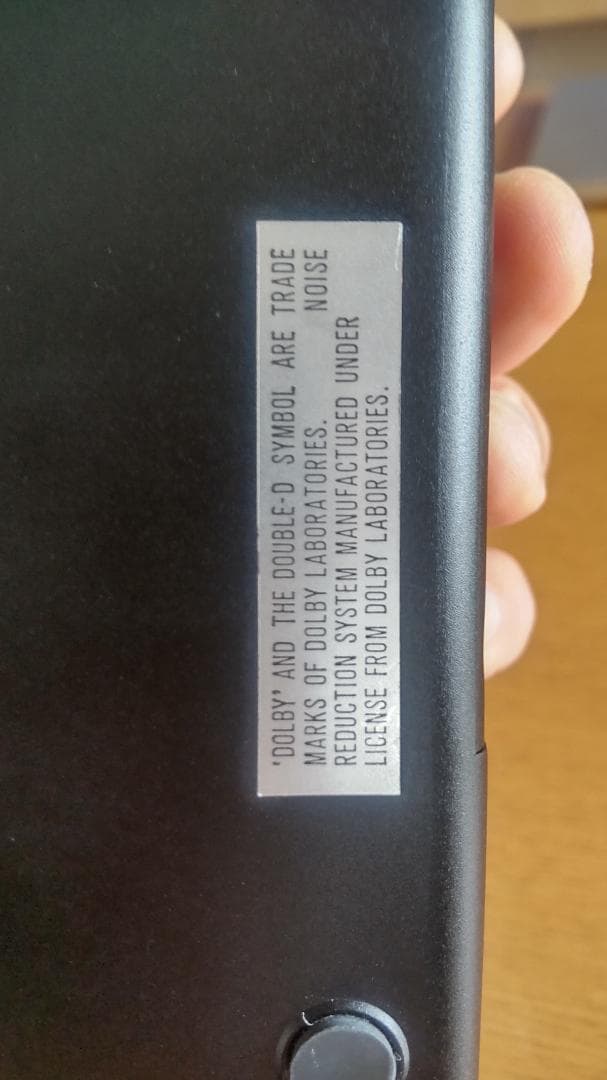 'DOLBY' AND THE DOUBLE-D SYMBOL ARE TRADE
MARKS OF DOLBY LABORATORIES. NOISE
REDUCTION SYSTEM MANUFACTURED UNDER
LICENSE FROM DOLBY LABORATORIES.